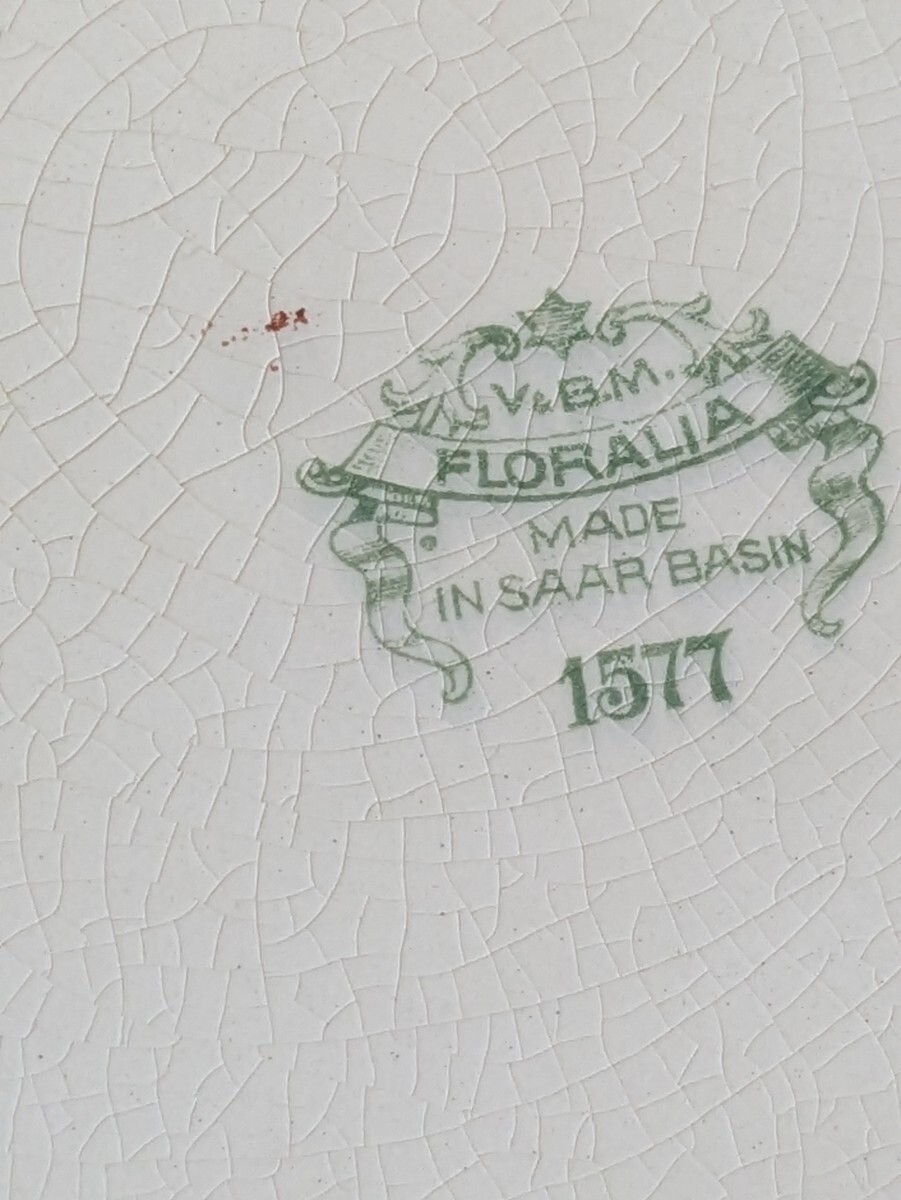 V.&B.M.
FLORALIA
MADE
IN SAAR BASIN
1577